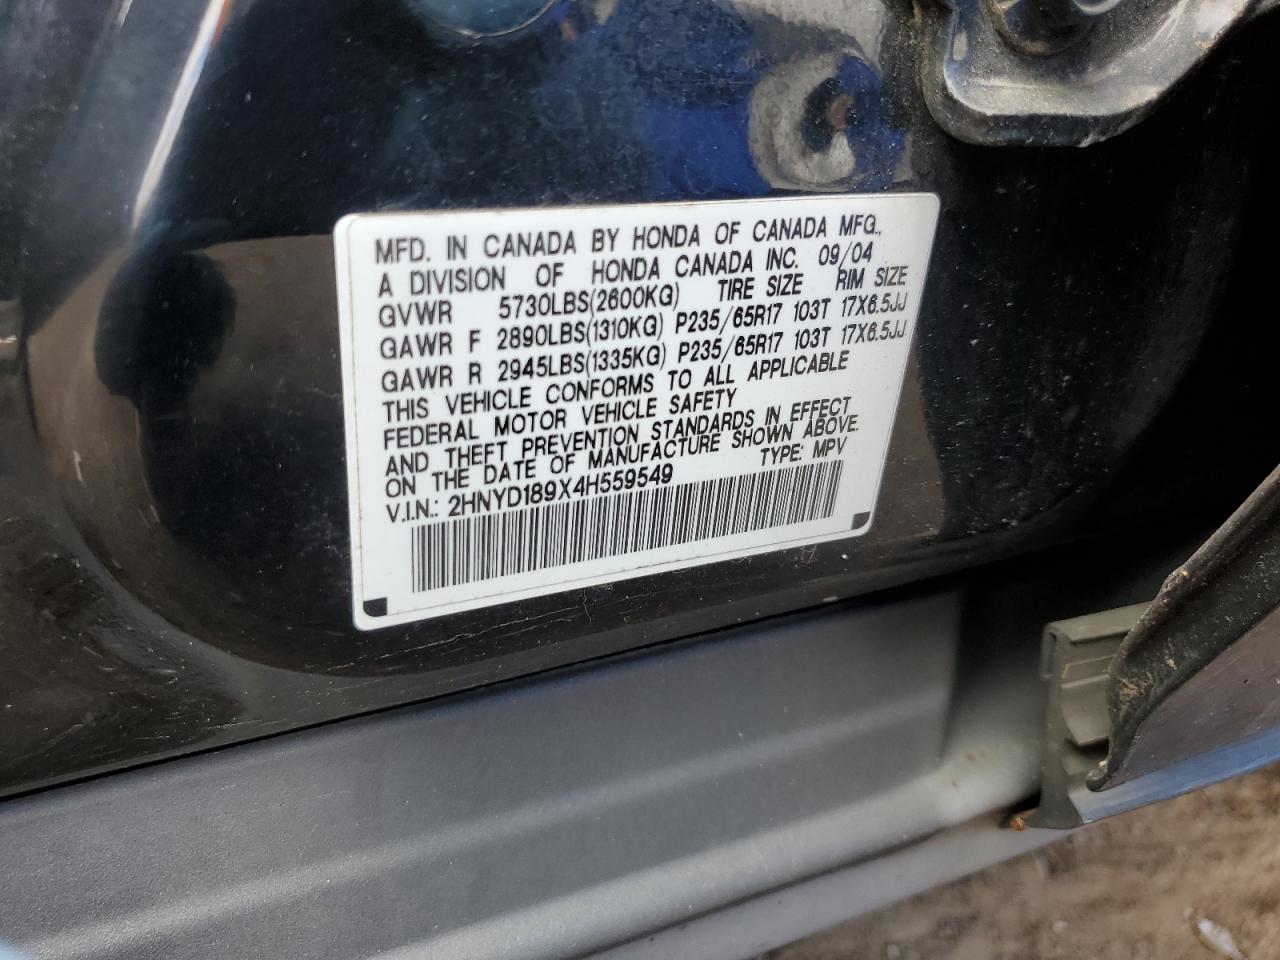 MFD. IN CANADA BY HONDA OF CANADA MFG.,
A DIVISION OF HONDA CANADA INC. 09/04
GVWR 5730LBS(2600KG) TIRE SIZE RIM SIZE
GAWR F 2890LBS(1310KG) P235/65R17 103T 17X6.5JJ
GAWR R 2945LBS(1335KG) P235/65R17 103T 17X6.5JJ
THIS VEHICLE CONFORMS TO ALL APPLICABLE
FEDERAL MOTOR VEHICLE SAFETY
AND THEFT PREVENTION STANDARDS IN EFFECT
ON THE DATE OF MANUFACTURE SHOWN ABOVE.
V.I.N.: 2HNYD189X4H559549 TYPE: MPV